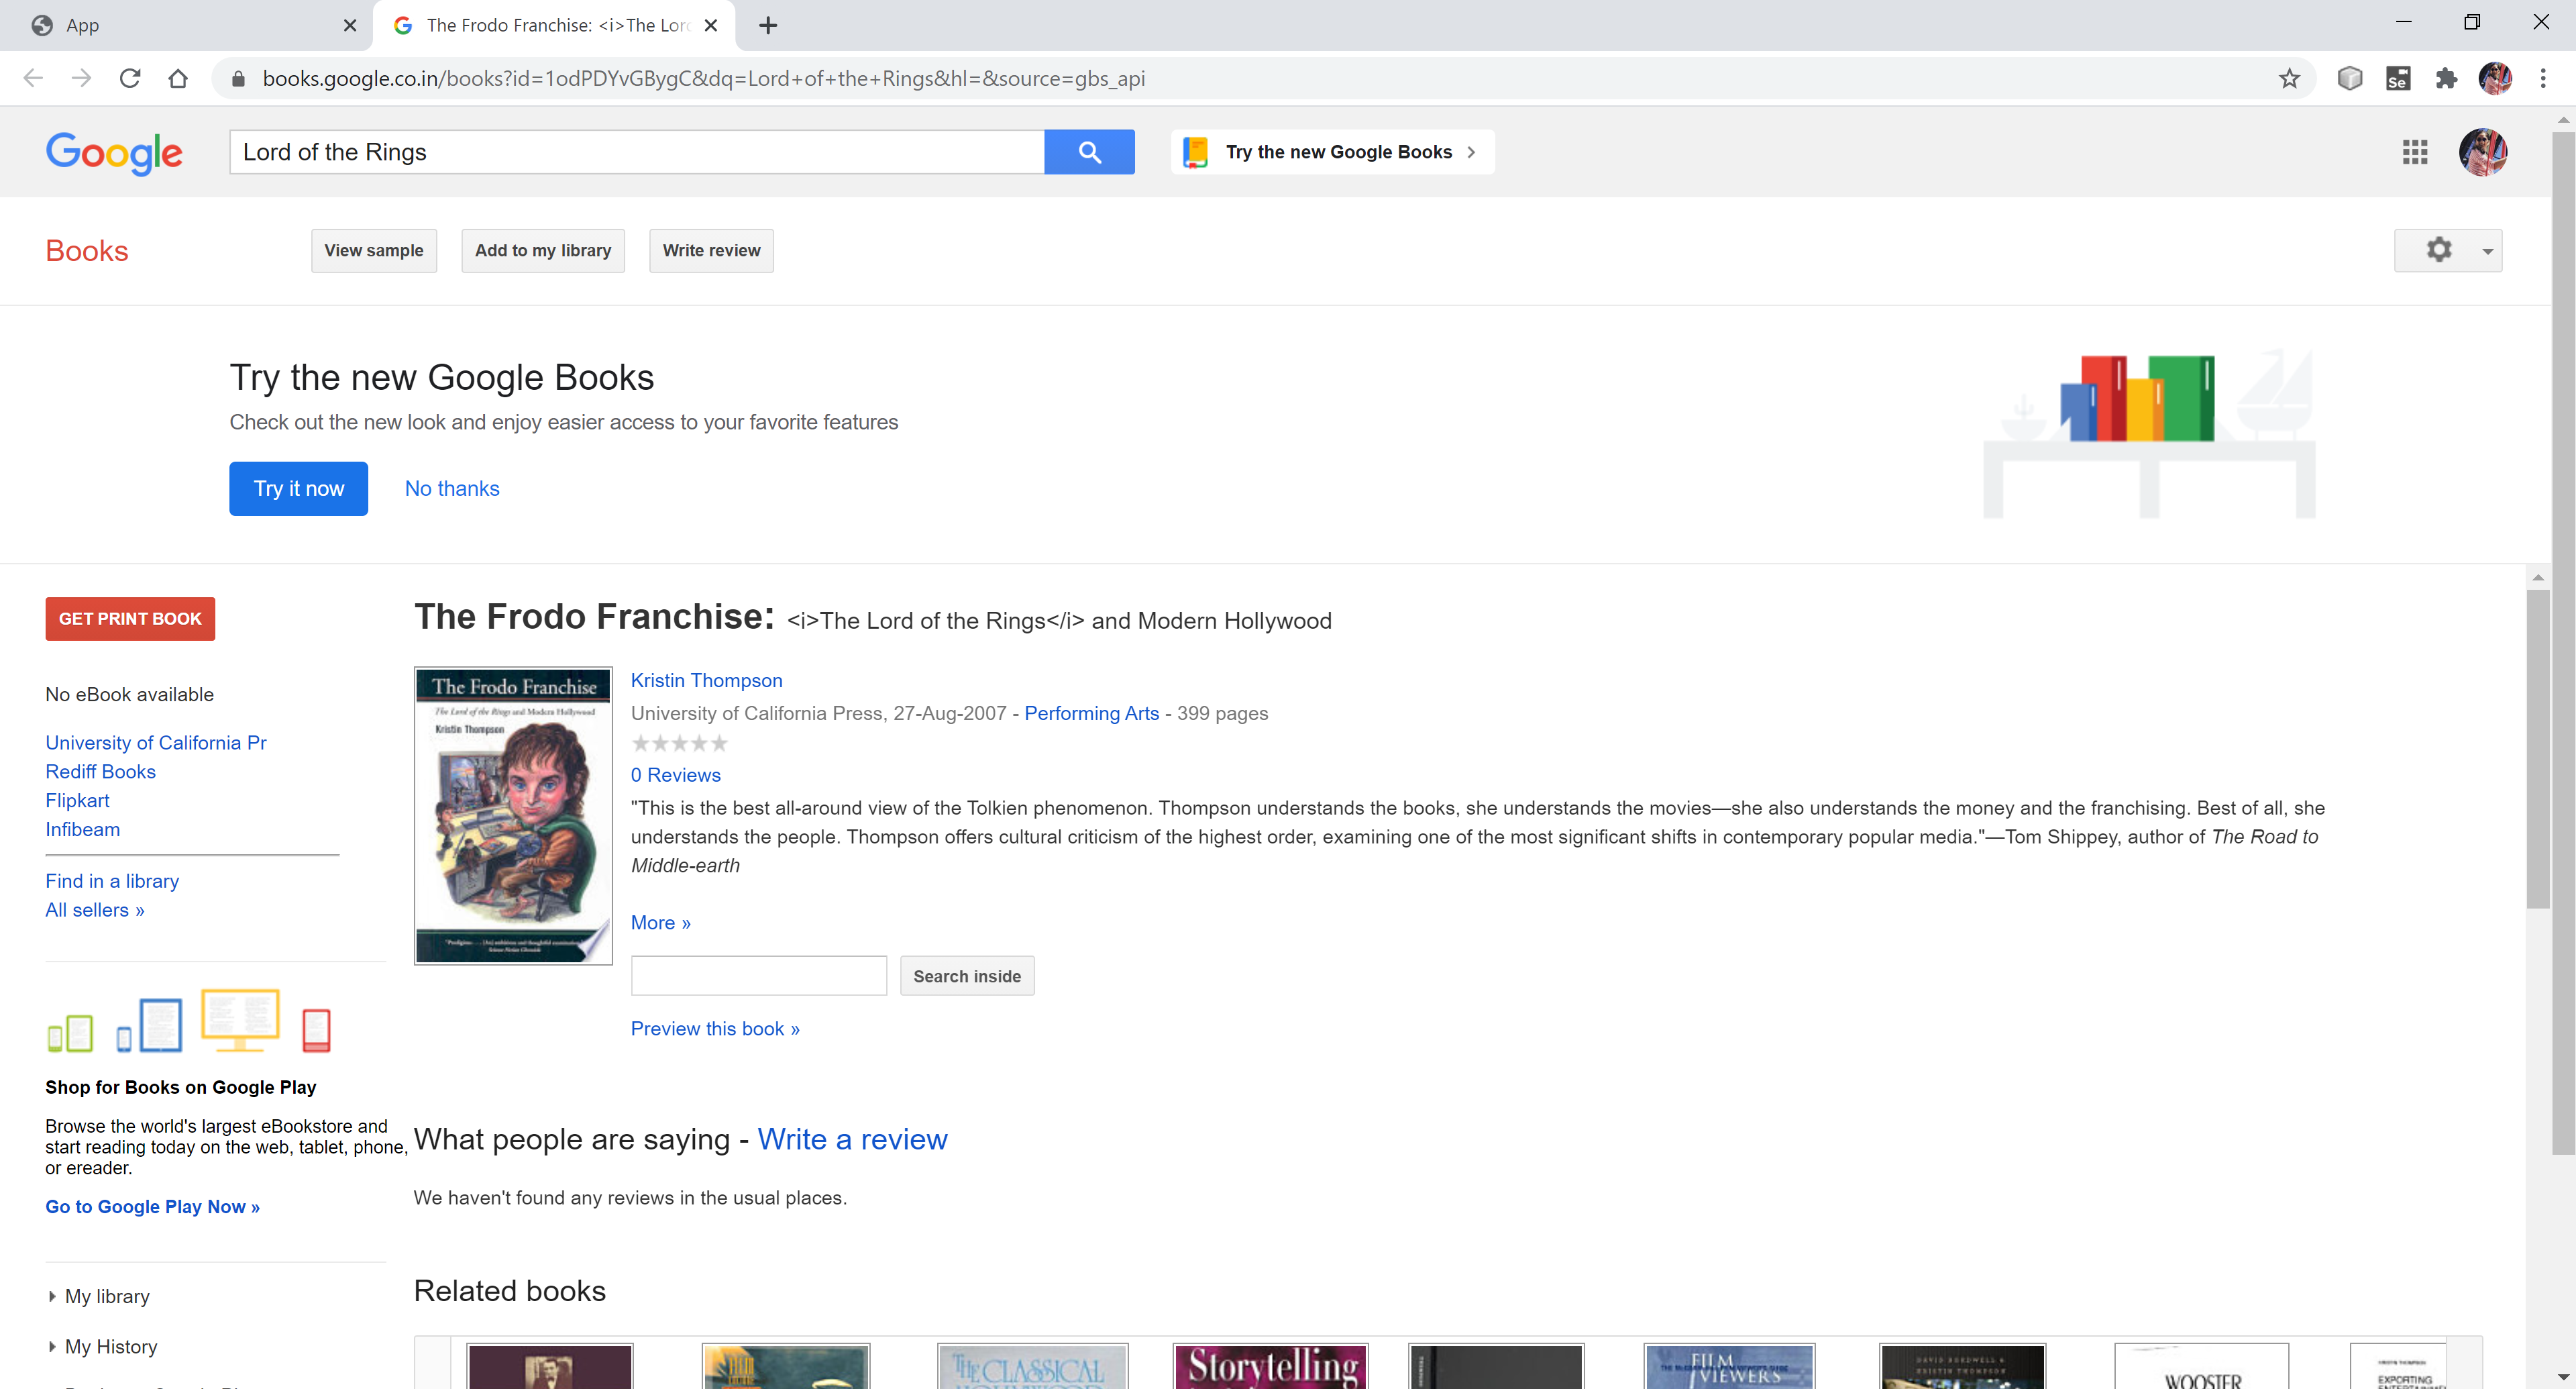 App
The Frodo Franchise: <i>The Lor
books.google.co.in/books?id=1odPDYvGBygC&dq=Lord+of+the+Rings&hl=&source=gbs_api
Se
Google
Lord of the Rings
Try the new Google Books
Books
View sample
Add to my library
Write review
Try the new Google Books
Check out the new look and enjoy easier access to your favorite features
Try it now
No thanks
GET PRINT BOOK
No eBook available
University of California Pr
Rediff Books
Flipkart
Infibeam
Find in a library
All sellers »
Shop for Books on Google Play
Browse the world's largest eBookstore and
start reading today on the web, tablet, phone,
or ereader.
Go to Google Play Now »
My library
My History
The Frodo Franchise: <i>The Lord of the Rings</i> and Modern Hollywood
The Frodo Franchise
The Lord of the Rings and Modern Hollywood
Kristin Thompson
Kristin Thompson
University of California Press, 27-Aug-2007 - Performing Arts - 399 pages
0 Reviews
"This is the best all-around view of the Tolkien phenomenon. Thompson understands the books, she understands the movies—she also understands the money and the franchising. Best of all, she
understands the people. Thompson offers cultural criticism of the highest order, examining one of the most significant shifts in contemporary popular media."—Tom Shippey, author of The Road to
Middle-earth
More »
Search inside
Preview this book »
What people are saying - Write a review
We haven't found any reviews in the usual places.
Related books
THE CLASSICAL
Storytelling
FILM
VIEWERS
DAVID BORDWELL &
KRISTIN THOMPSON
WOOSTER
KRISTIN THOMPSON
EXPORTING